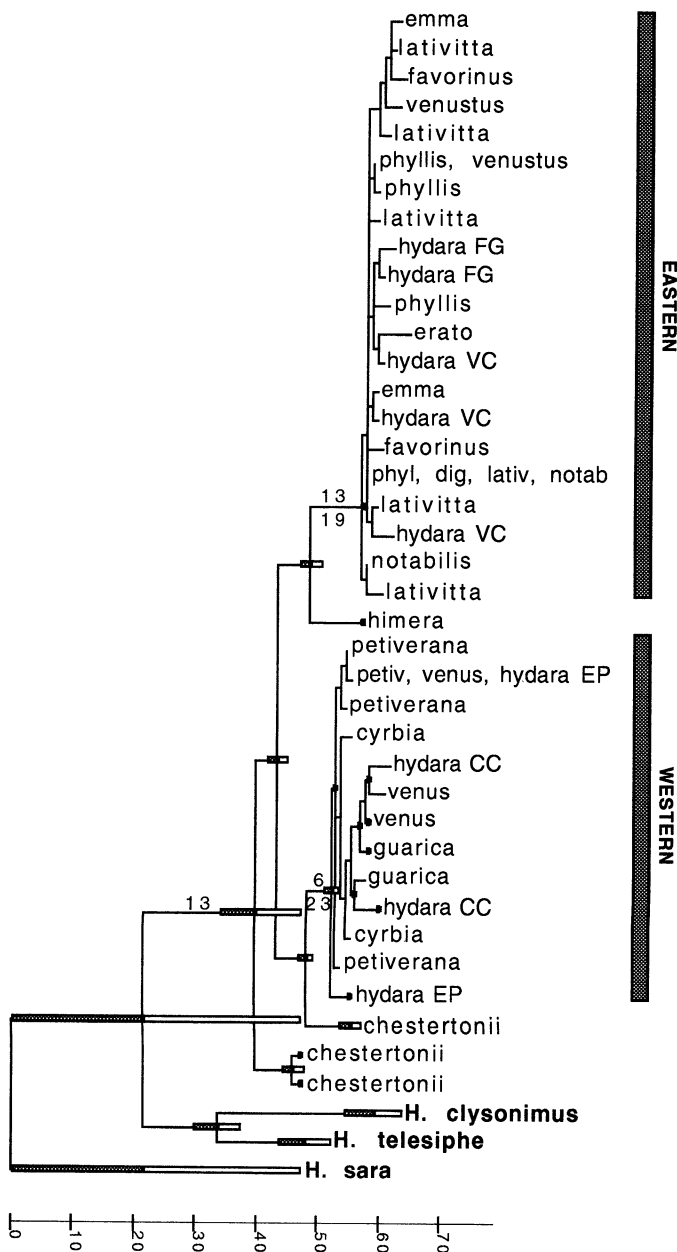 emma
lativitta
favorinus
venustus
lativitta
phyllis, venustus
phyllis
lativitta
hydara FG
hydara FG
phyllis
erato
hydara VC
emma
hydara VC
favorinus
phyl, dig, lativ, notab
13
lativitta
19
hydara VC
notabilis
lativitta
himera
EASTERN
petiverana
petiv, venus, hydara EP
petiverana
cyrbia
hydara CC
venus
venus
guarica
6
guarica
13
23
hydara CC
cyrbia
petiverana
hydara EP
WESTERN
chestertonii
chestertonii
chestertonii
H. clysonimus
H. telesiphe
H. sara
0 10 20 30 40 50 60 70